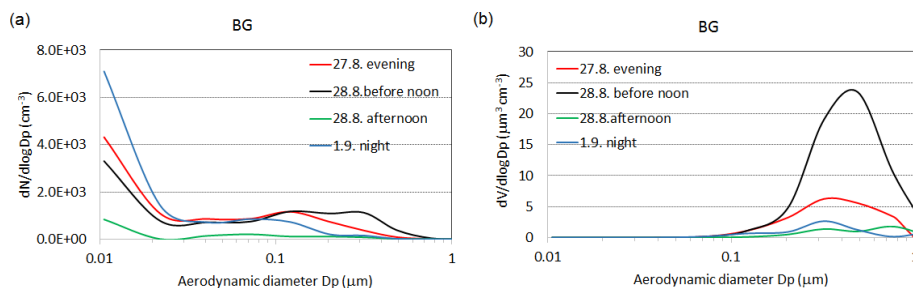 (a)
BG
8.0E+03
6.0E+03
4.0E+03
2.0E+03
0.0E+00
dN/dlogDp (cm⁻³)
27.8. evening
28.8.before noon
28.8. afternoon
1.9. night
0.01
0.1
1
Aerodynamic diameter Dp (µm)
(b)
BG
30
25
20
15
10
5
0
dV/dlogDp (µm³ cm⁻³)
27.8. evening
28.8. before noon
28.8. afternoon
1.9. night
0.01
0.1
Aerodynamic diameter Dp (µm)